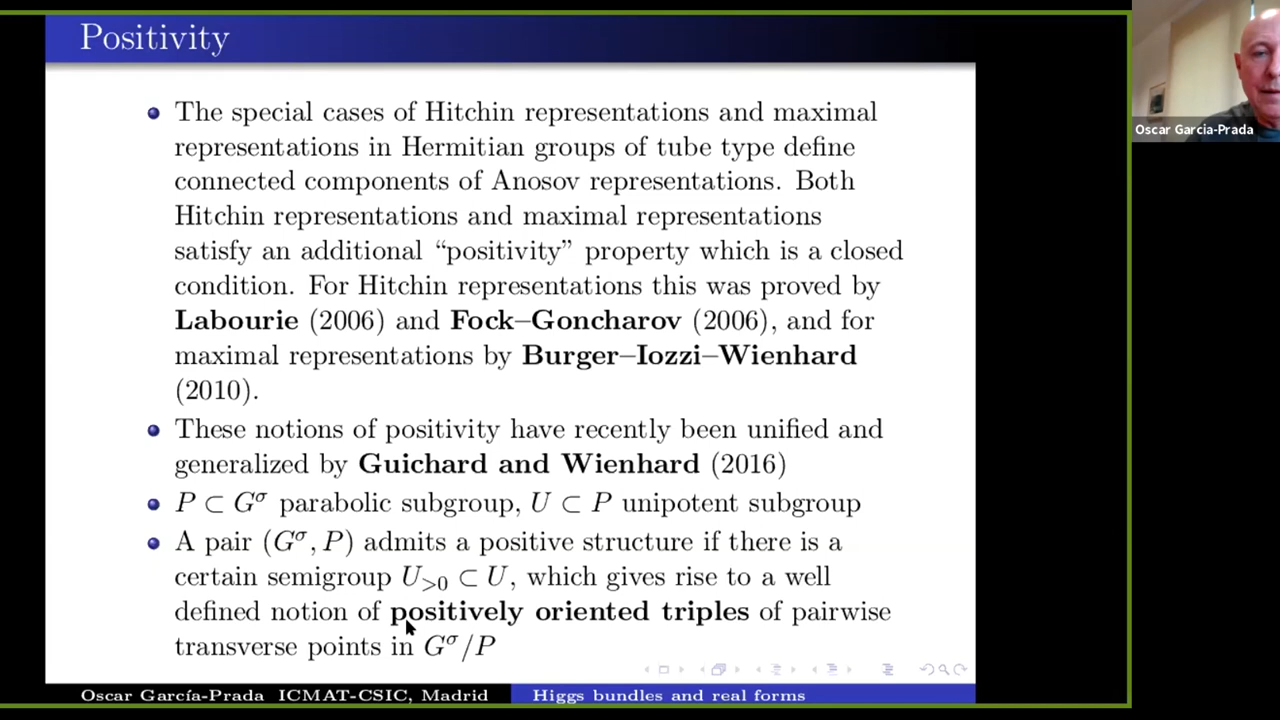 Positivity
The special cases of Hitchin representations and maximal
representations in Hermitian groups of tube type define
connected components of Anosov representations. Both
Hitchin representations and maximal representations
satisfy an additional “positivity” property which is a closed
condition. For Hitchin representations this was proved by
Labourie (2006) and Fock–Goncharov (2006), and for
maximal representations by Burger–Iozzi–Wienhard
(2010).
These notions of positivity have recently been unified and
generalized by Guichard and Wienhard (2016)
P ⊂ G^σ parabolic subgroup, U ⊂ P unipotent subgroup
A pair (G^σ, P) admits a positive structure if there is a
certain semigroup U_{>0} ⊂ U, which gives rise to a well
defined notion of positively oriented triples of pairwise
transverse points in G^σ/P
Oscar García-Prada ICMAT-CSIC, Madrid
Higgs bundles and real forms
Oscar Garcia-Prada